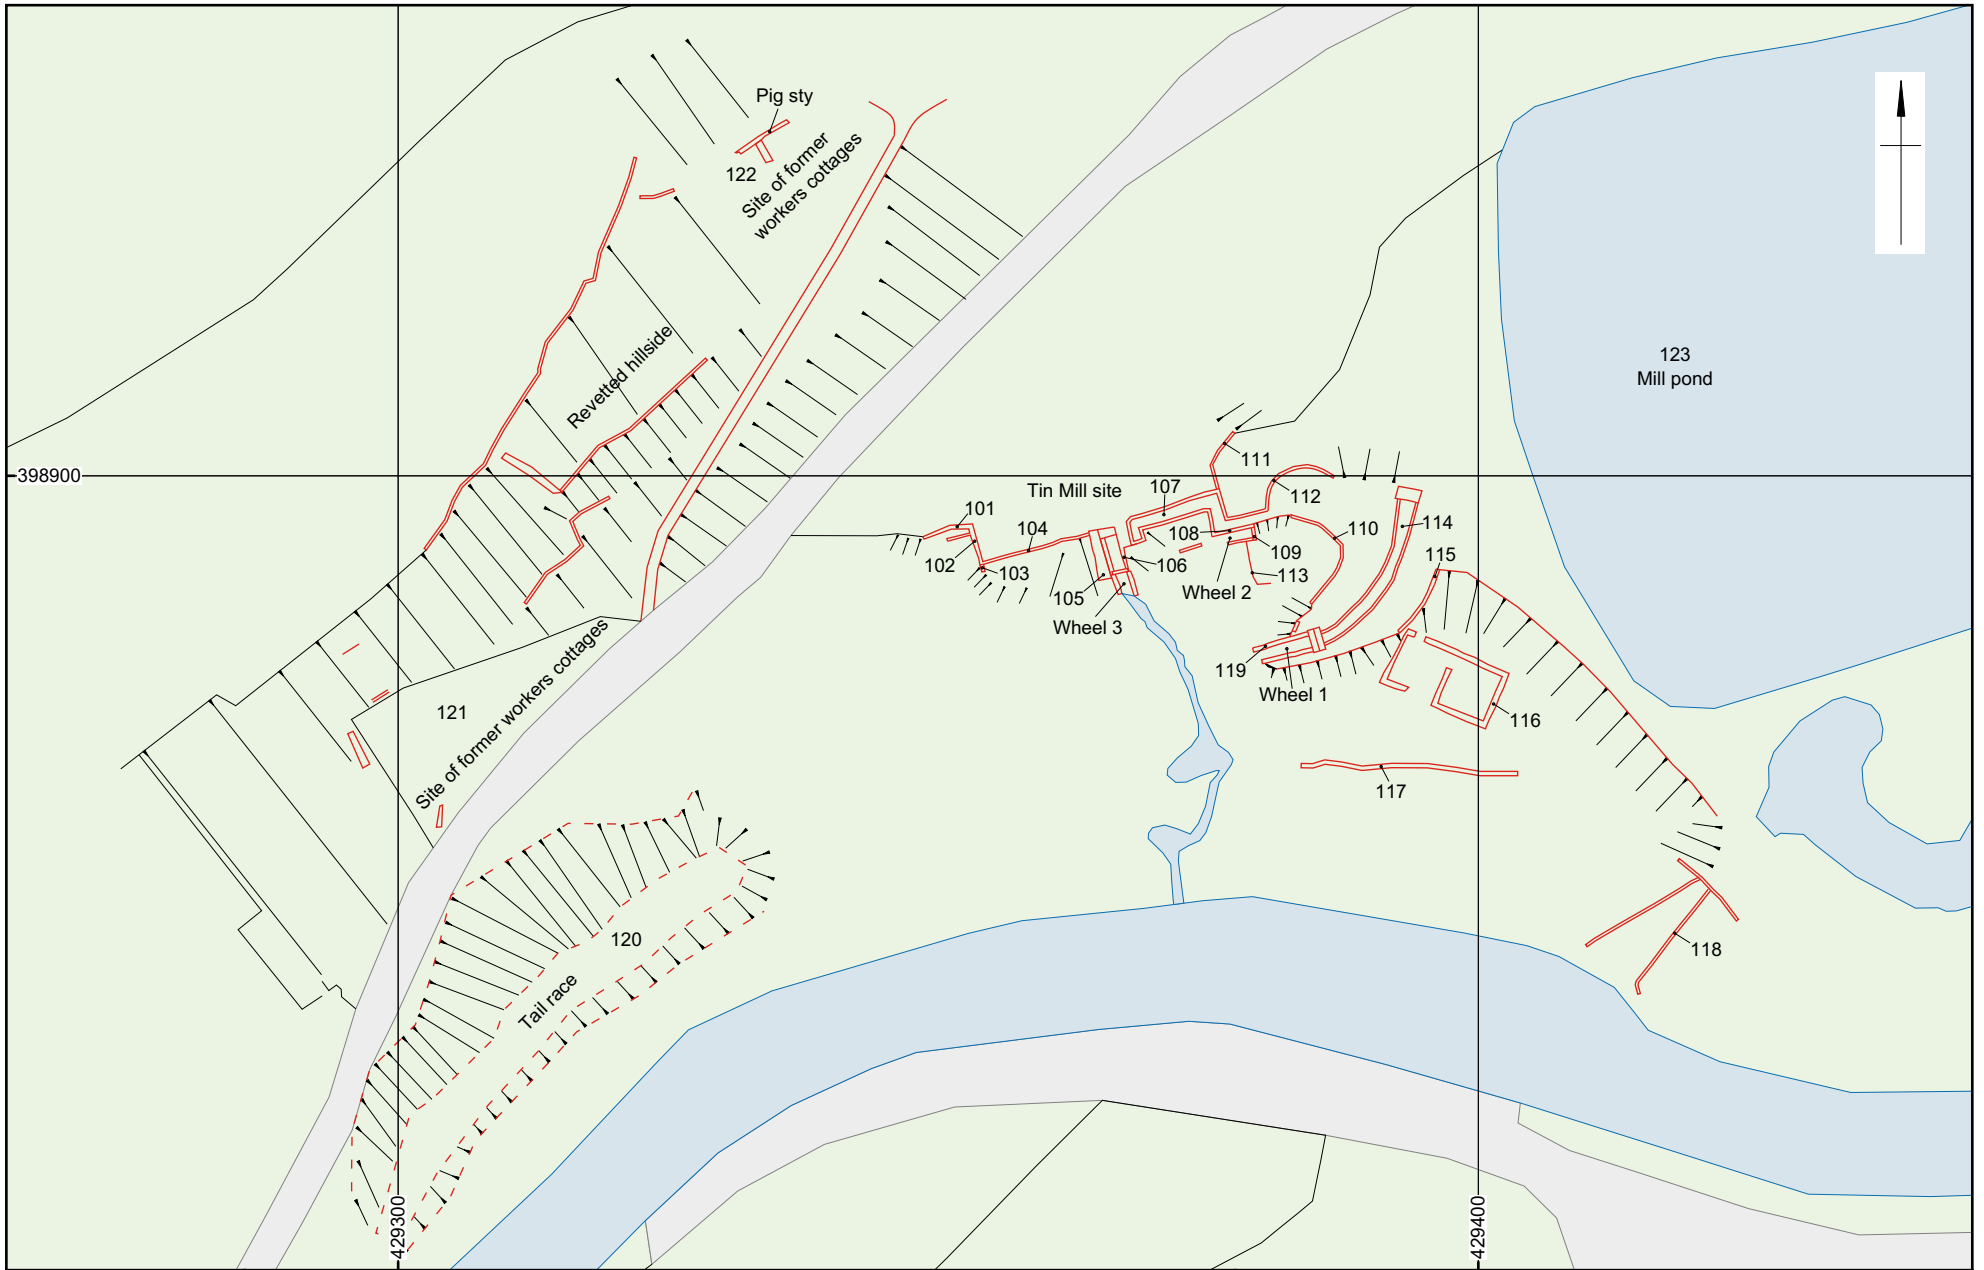 Pig sty
122
Site of former
workers cottages
Revetted hillside
123
Mill pond
398900
111
Tin Mill site
107
112
101
104
108
110
114
102
103
106
109
115
105
113
Wheel 2
Wheel 3
119
Wheel 1
121
116
Site of former workers cottages
117
120
118
Tail race
429300
429400